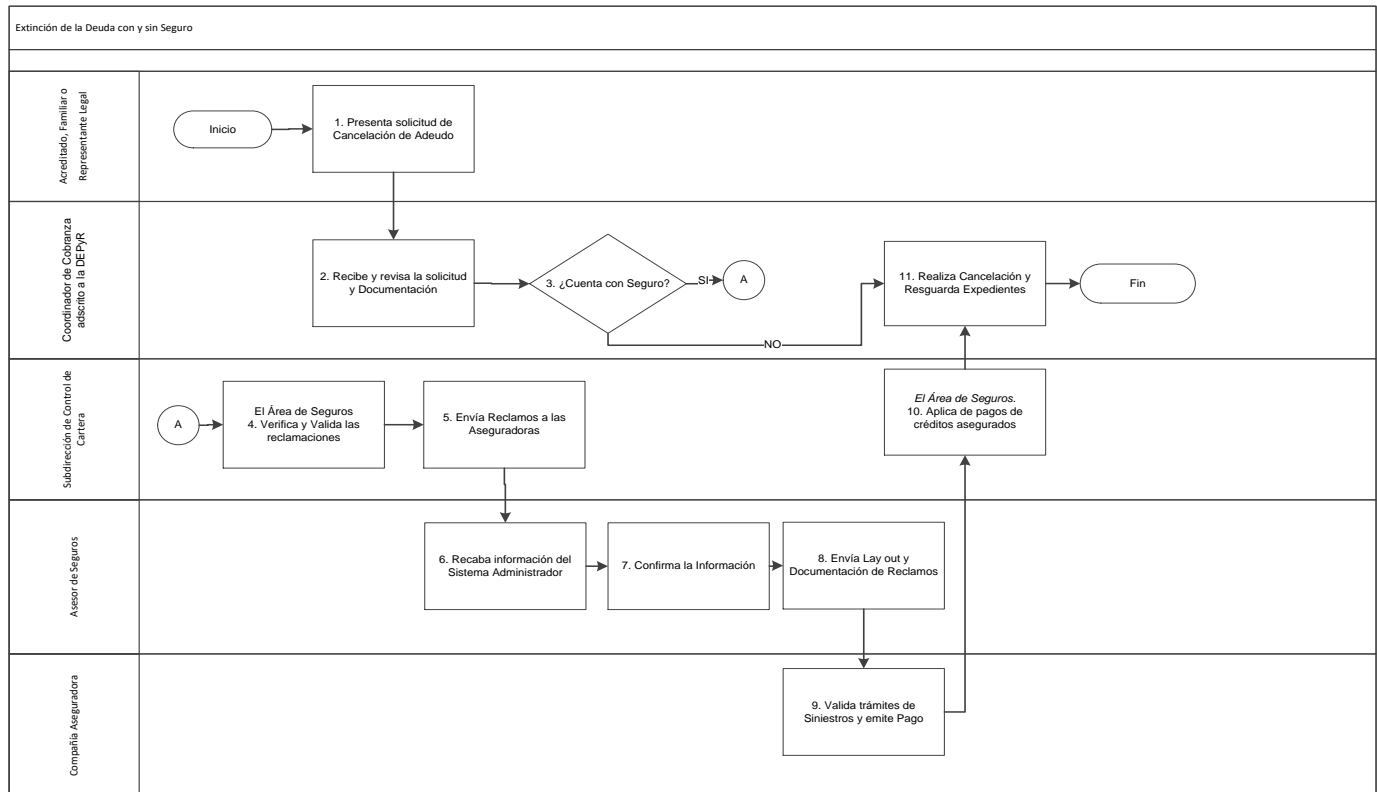 Extinción de la Deuda con y sin Seguro
Acreditado, Familiar o
Representante Legal
Inicio
1. Presenta solicitud de
Cancelación de Adeudo
Coordinador de Cobranza
adscrito a la DEPyR
2. Recibe y revisa la solicitud
y Documentación
3. ¿Cuenta con Seguro?
SI
A
NO
11. Realiza Cancelación y
Resguarda Expedientes
Fin
Subdirección de Control de
Cartera
A
El Área de Seguros
4. Verifica y Valida las
reclamaciones
5. Envía Reclamos a las
Aseguradoras
El Área de Seguros.
10. Aplica de pagos de
créditos asegurados
Asesor de Seguros
6. Recaba información del
Sistema Administrador
7. Confirma la Información
8. Envía Lay out y
Documentación de Reclamos
Compañía Aseguradora
9. Valida trámites de
Siniestros y emite Pago